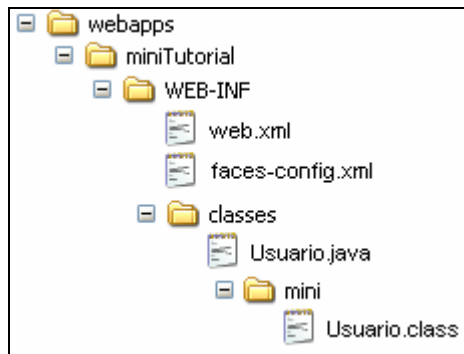 webapps
miniTutorial
WEB-INF
web.xml
faces-config.xml
classes
Usuario.java
mini
Usuario.class